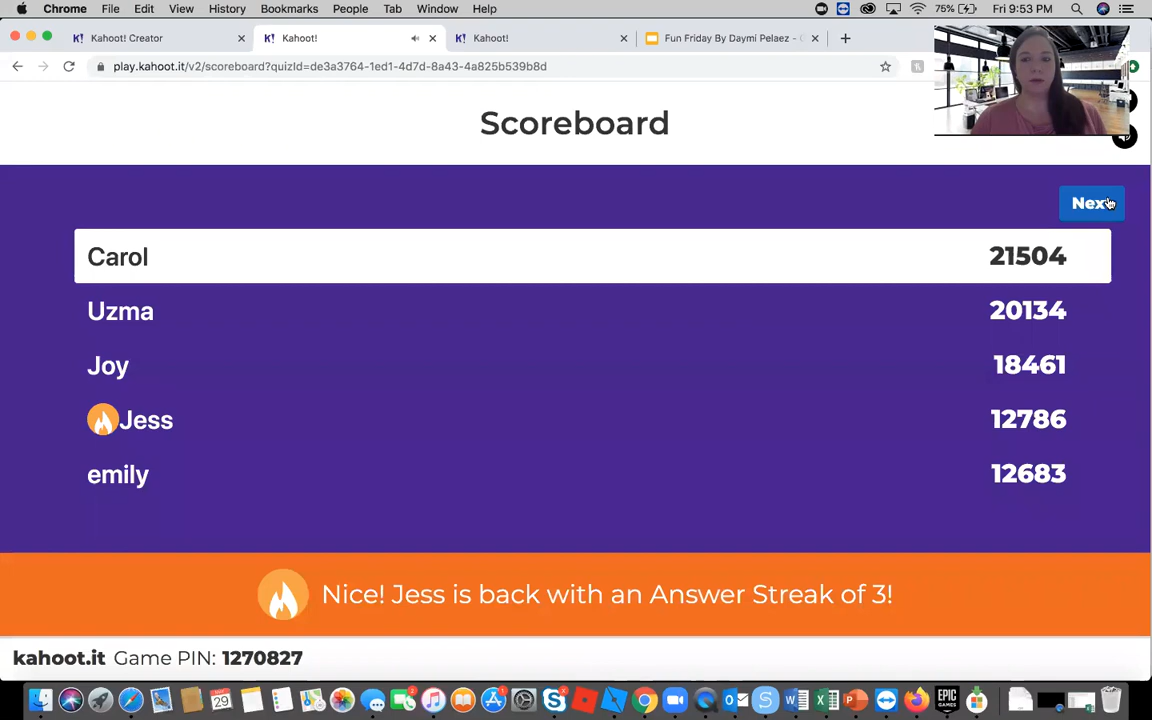 Chrome File Edit View History Bookmarks People Tab Window Help 75% Fri 9:53 PM
K! Kahoot! Creator K! Kahoot! K! Kahoot! Fun Friday By Daymi Pelaez -
play.kahoot.it/v2/scoreboard?quizId=de3a3764-1ed1-4d7d-8a43-4a825b539b8d
Scoreboard
Next
Carol 21504
Uzma 20134
Joy 18461
Jess 12786
emily 12683
Nice! Jess is back with an Answer Streak of 3!
kahoot.it Game PIN: 1270827